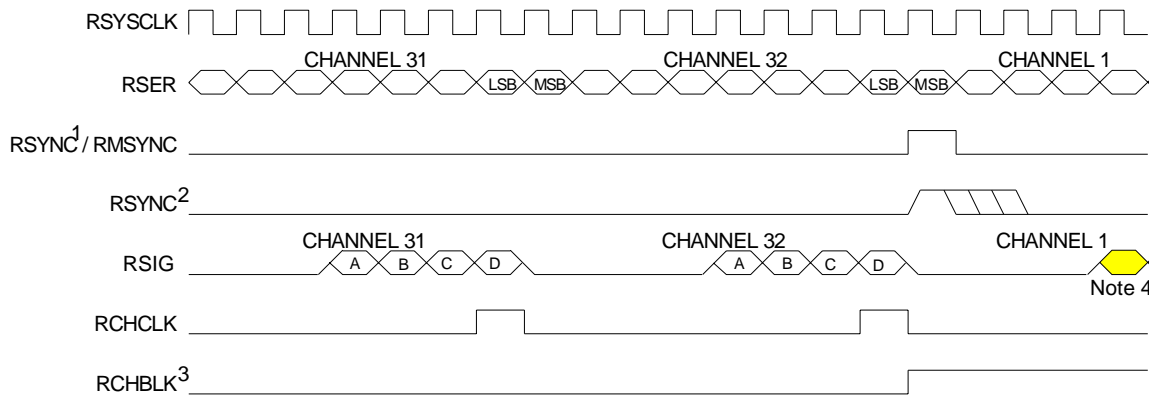 RSYSCLK
CHANNEL 31 CHANNEL 32 CHANNEL 1
RSER LSB MSB LSB MSB
RSYNC1 / RMSYNC
RSYNC2
CHANNEL 31 CHANNEL 32 CHANNEL 1
RSIG A B C D A B C D
Note 4
RCHCLK
RCHBLK3